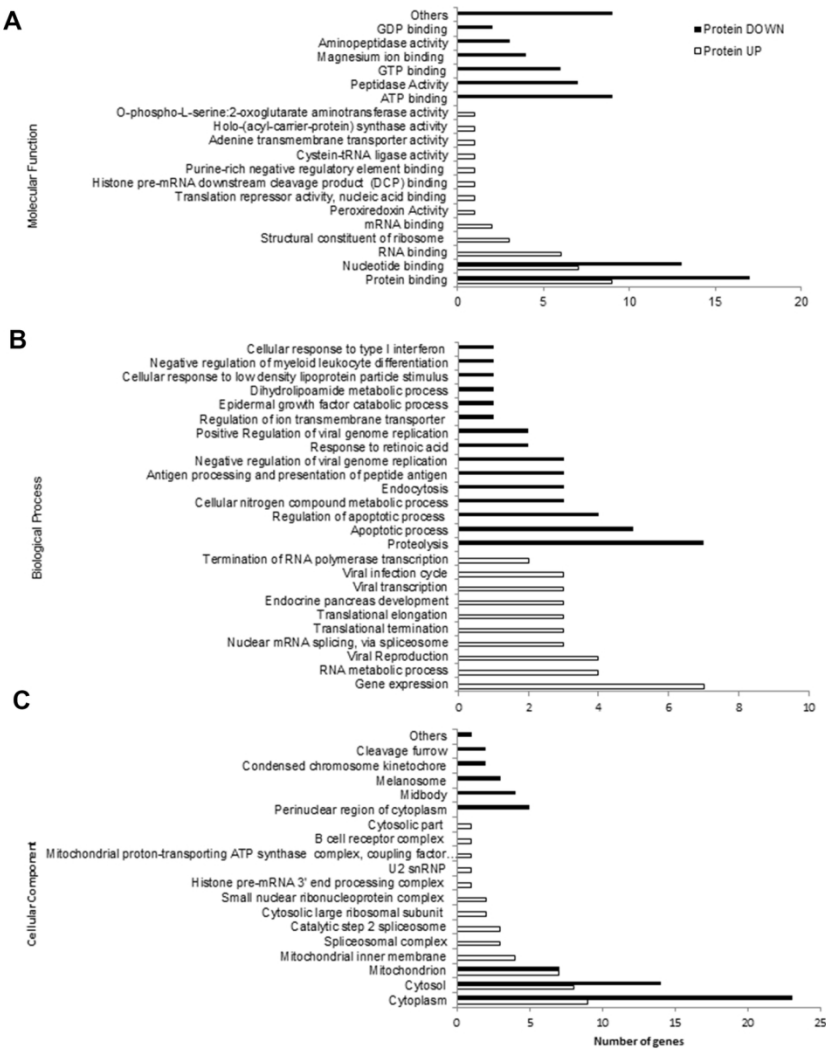 A
Molecular Function
Others
GDP binding
Aminopeptidase activity
Magnesium ion binding
GTP binding
Peptidase Activity
ATP binding
O-phospho-L-serine:2-oxoglutarate aminotransferase activity
Holo-(acyl-carrier-protein) synthase activity
Adenine transmembrane transporter activity
Cystein-tRNA ligase activity
Purine-rich negative regulatory element binding
Histone pre-mRNA downstream cleavage product (DCP) binding
Translation repressor activity, nucleic acid binding
Peroxiredoxin Activity
mRNA binding
Structural constituent of ribosome
RNA binding
Nucleotide binding
Protein binding
Protein DOWN
Protein UP
0 5 10 15 20
B
Biological Process
Cellular response to type I interferon
Negative regulation of myeloid leukocyte differentiation
Cellular response to low density lipoprotein particle stimulus
Dihydrolipoamide metabolic process
Epidermal growth factor catabolic process
Regulation of ion transmembrane transporter
Positive Regulation of viral genome replication
Response to retinoic acid
Negative regulation of viral genome replication
Antigen processing and presentation of peptide antigen
Endocytosis
Cellular nitrogen compound metabolic process
Regulation of apoptotic process
Apoptotic process
Proteolysis
Termination of RNA polymerase transcription
Viral infection cycle
Viral transcription
Endocrine pancreas development
Translational elongation
Translational termination
Nuclear mRNA splicing, via spliceosome
Viral Reproduction
RNA metabolic process
Gene expression
0 2 4 6 8 10
C
Cellular Component
Others
Cleavage furrow
Condensed chromosome kinetochore
Melanosome
Midbody
Perinuclear region of cytoplasm
Cytosolic part
B cell receptor complex
Mitochondrial proton-transporting ATP synthase complex, coupling factor...
U2 snRNP
Histone pre-mRNA 3' end processing complex
Small nuclear ribonucleoprotein complex
Cytosolic large ribosomal subunit
Catalytic step 2 spliceosome
Spliceosomal complex
Mitochondrial inner membrane
Mitochondrion
Cytosol
Cytoplasm
0 5 10 15 20 25
Number of genes